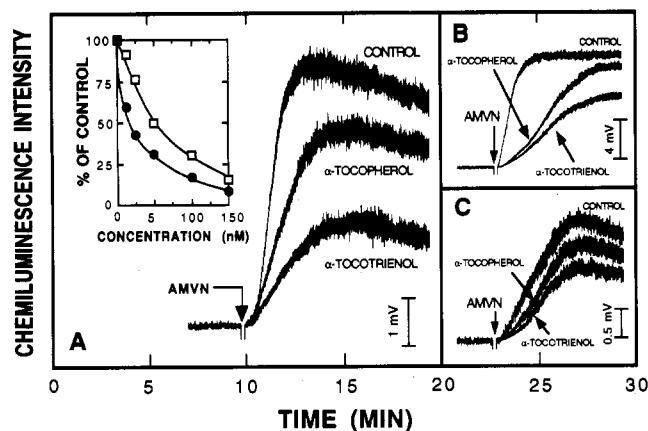 CHEMILUMINESCENCE INTENSITY
A
% OF CONTROL
100
75
50
25
0
0
50
100
150
CONCENTRATION (nM)
CONTROL
α-TOCOPHEROL
α-TOCOTRIENOL
AMVN
1 mV
B
CONTROL
α-TOCOPHEROL
AMVN
α-TOCOTRIENOL
4 mV
C
CONTROL
α-TOCOPHEROL
AMVN
α-TOCOTRIENOL
0.5 mV
0
5
10
15
20
25
30
TIME (MIN)